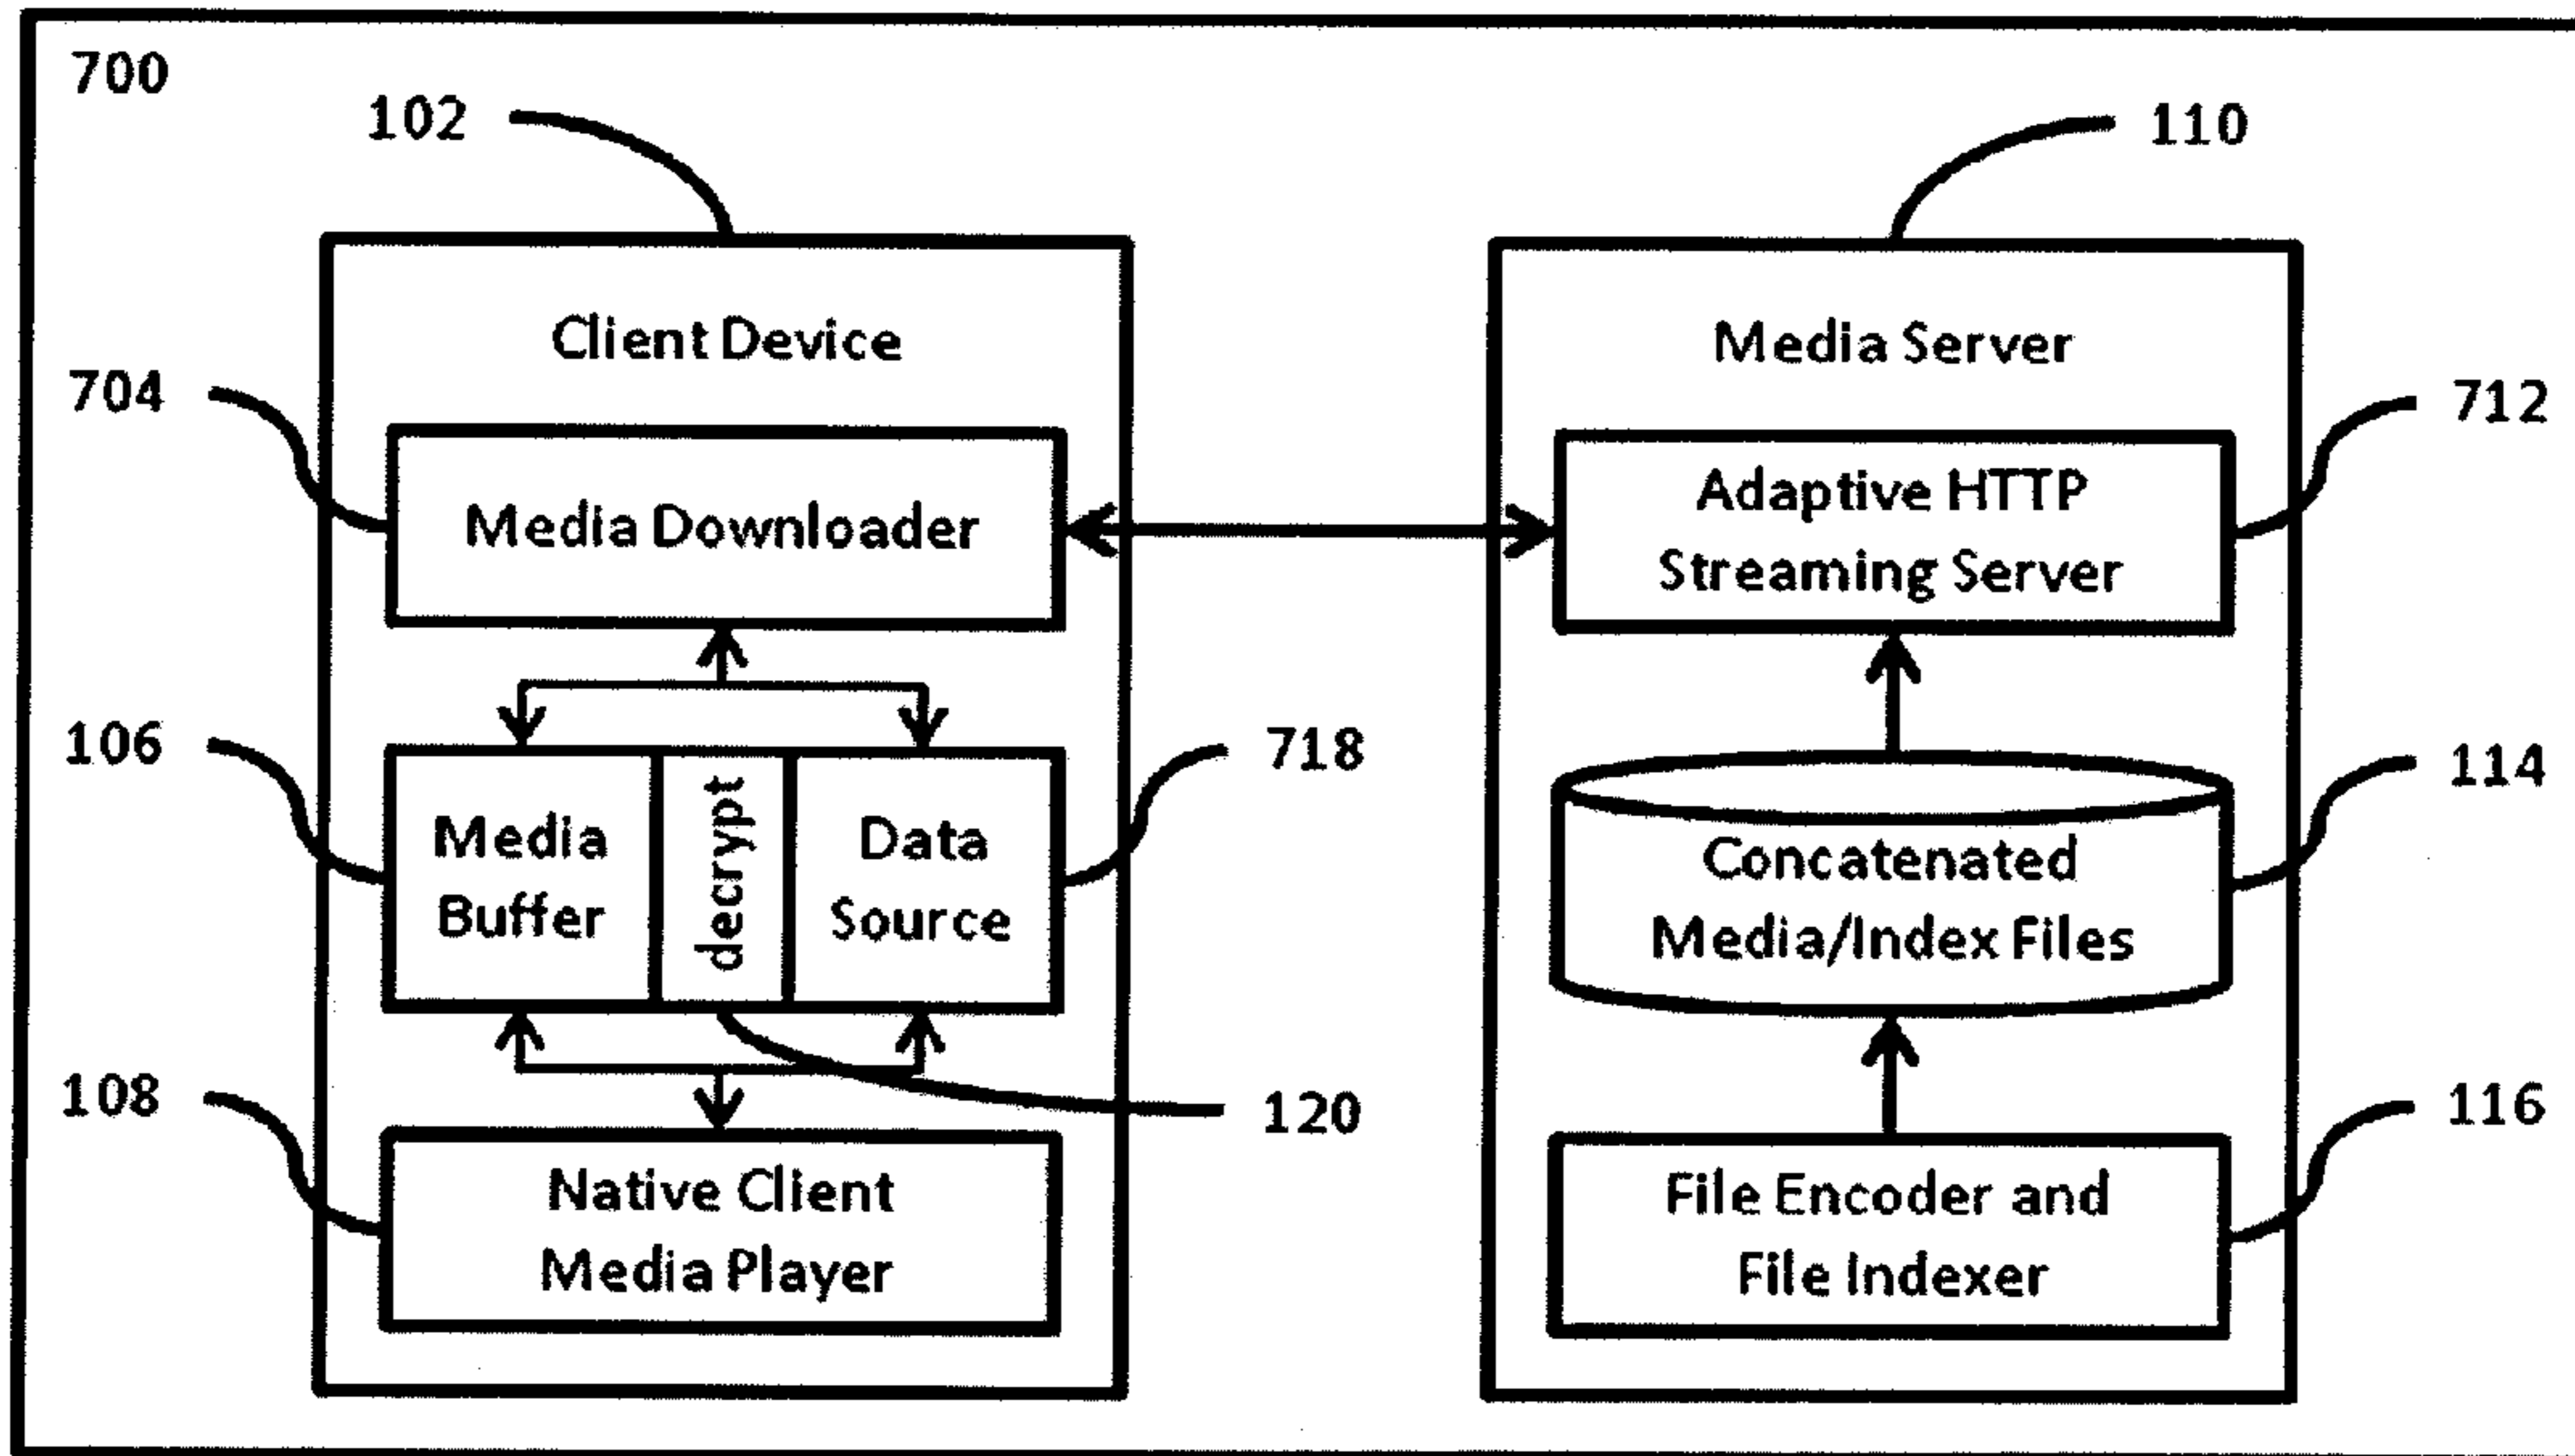 700
102
110
Client Device
Media Server
704
712
Media Downloader
Adaptive HTTP
Streaming Server
106
718
114
Media
Buffer
decrypt
Data
Source
Concatenated
Media/Index Files
108
120
116
Native Client
Media Player
File Encoder and
File Indexer